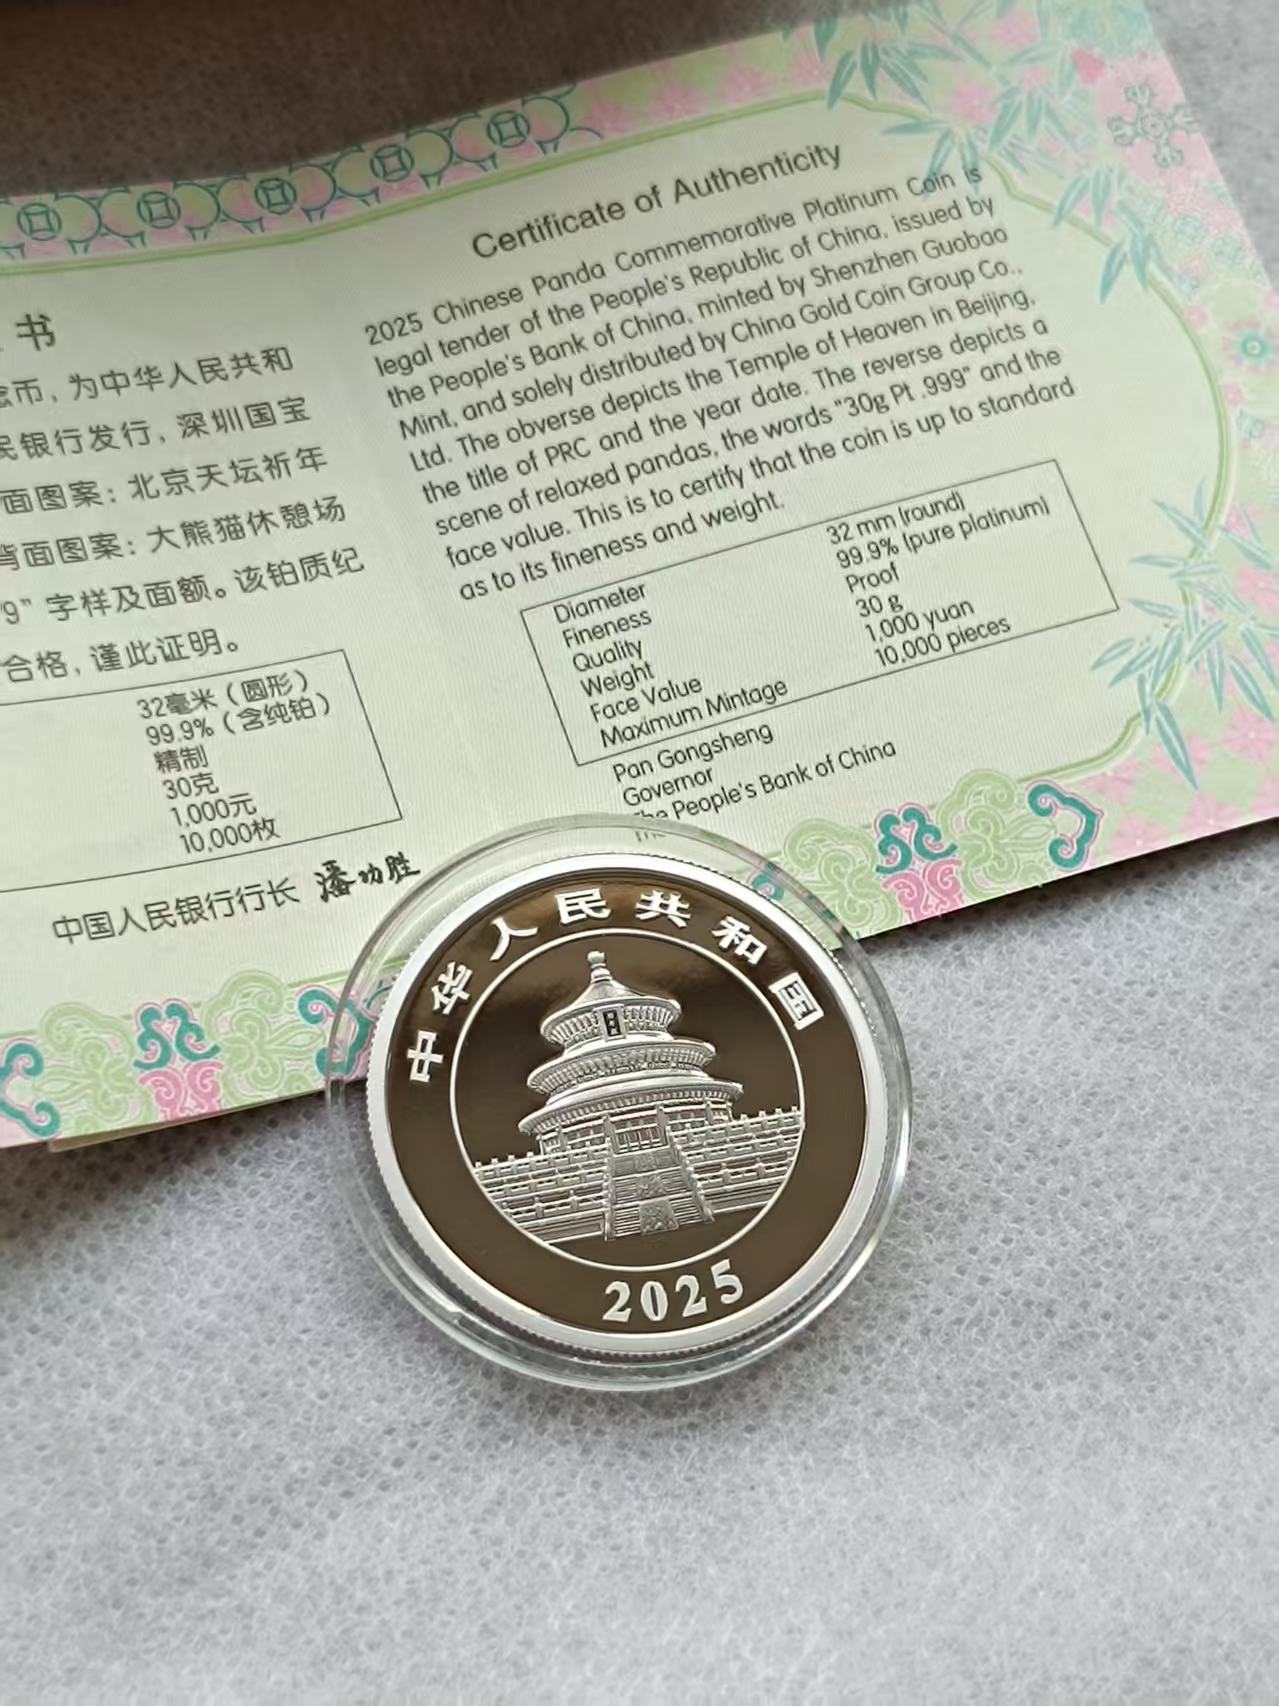 书
念币，为中华人民共和
民银行发行，深圳国宝
面图案：北京天坛祈年
背面图案：大熊猫休憩场
9”字样及面额。该铂质纪
合格，谨此证明。
32毫米（圆形）
99.9%（含纯铂）
精制
30克
1,000元
10,000枚
中国人民银行行长 潘功胜
Certificate of Authenticity
2025 Chinese Panda Commemorative Platinum Coin is
legal tender of the People's Republic of China, issued by
the People's Bank of China, minted by Shenzhen Guobao
Mint, and solely distributed by China Gold Coin Group Co.,
Ltd. The obverse depicts the Temple of Heaven in Beijing,
the title of PRC and the year date. The reverse depicts a
scene of relaxed pandas, the words "30g Pt .999" and the
face value. This is to certify that the coin is up to standard
as to its fineness and weight.
Diameter 32 mm (round)
Fineness 99.9% (pure platinum)
Quality Proof
Weight 30 g
Face Value 1,000 yuan
Maximum Mintage 10,000 pieces
Pan Gongsheng
Governor
The People's Bank of China
中华人民共和国
2025